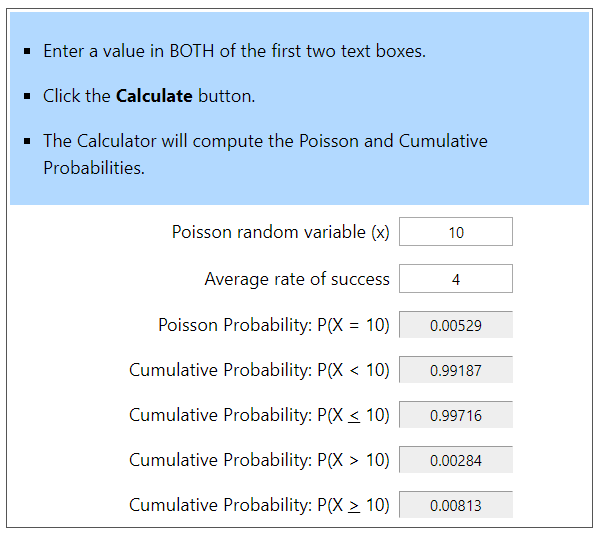 Enter a value in BOTH of the first two text boxes.
Click the Calculate button.
The Calculator will compute the Poisson and Cumulative
Probabilities.
Poisson random variable (x) 10
Average rate of success 4
Poisson Probability: P(X = 10) 0.00529
Cumulative Probability: P(X < 10) 0.99187
Cumulative Probability: P(X ≤ 10) 0.99716
Cumulative Probability: P(X > 10) 0.00284
Cumulative Probability: P(X ≥ 10) 0.00813